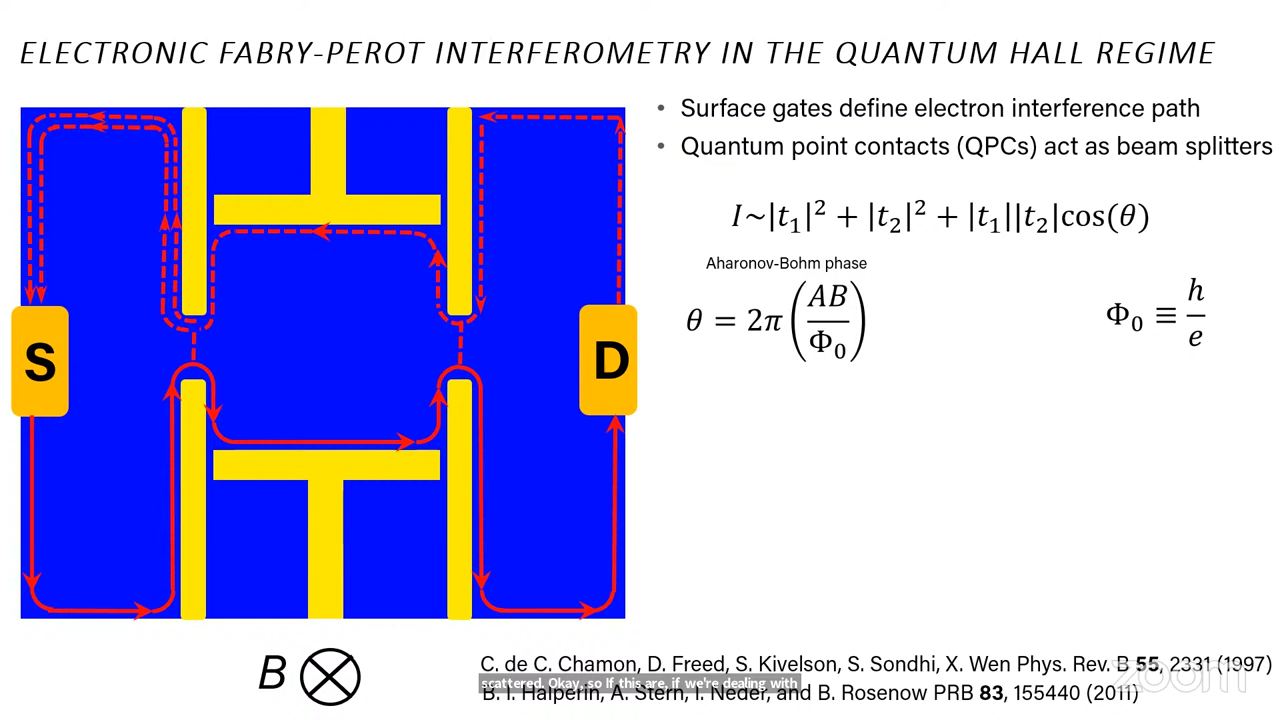 ELECTRONIC FABRY-PEROT INTERFEROMETRY IN THE QUANTUM HALL REGIME
• Surface gates define electron interference path
• Quantum point contacts (QPCs) act as beam splitters
I~|t₁|² + |t₂|² + |t₁||t₂|cos(θ)
Aharonov-Bohm phase
θ = 2π(AB/Φ₀)
Φ₀ ≡ h/e
S
D
B
C. de C. Chamon, D. Freed, S. Kivelson, S. Sondhi, X. Wen Phys. Rev. B 55, 2331 (1997)
scattered. Okay, so If this are, if we're dealing with
B. I. Halperin, A. Stern, I. Neder, and B. Rosenow PRB 83, 155440 (2011)
zoom